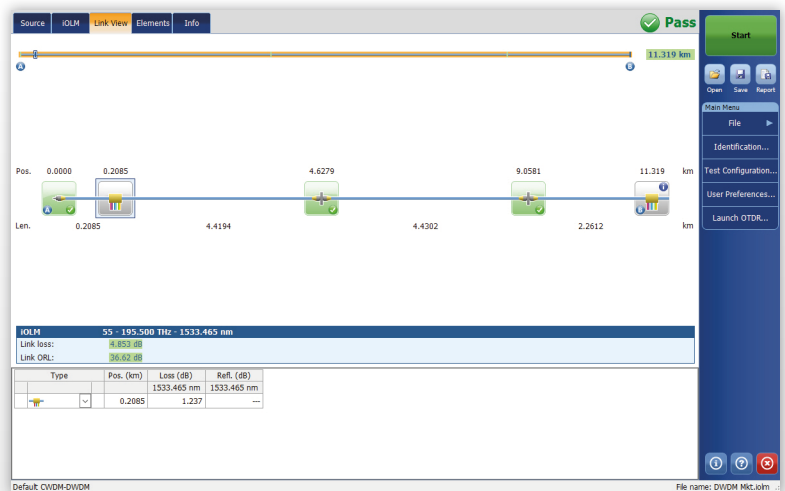 Source iOLM Link View Elements Info Pass
Start
11.319 km
A B
Open Save Report
Main Menu
File
Identification...
Test Configuration...
User Preferences...
Launch OTDR...
Pos. 0.0000 0.2085 4.6279 9.0581 11.319 km
A B
Len. 0.2085 4.4194 4.4302 2.2612 km
iOLM 55 - 195.500 THz - 1533.465 nm
Link loss: 4.853 dB
Link ORL: 36.62 dB
Type Pos. (km) Loss (dB) Refl. (dB)
1533.465 nm 1533.465 nm
0.2085 1.237 ---
Default CWDM-DWDM File name: DWDM Mkt.iolm